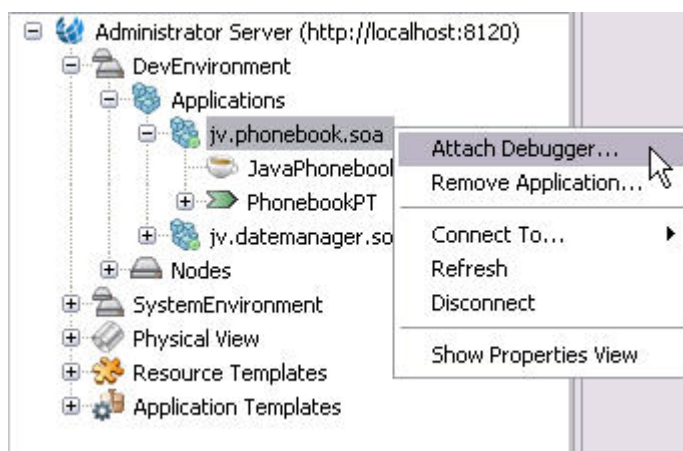 Administrator Server (http://localhost:8120)
DevEnvironment
Applications
jv.phonebook.soa
JavaPhonebook
PhonebookPT
jv.datemanager.so
Nodes
SystemEnvironment
Physical View
Resource Templates
Application Templates
Attach Debugger...
Remove Application...
Connect To...
Refresh
Disconnect
Show Properties View